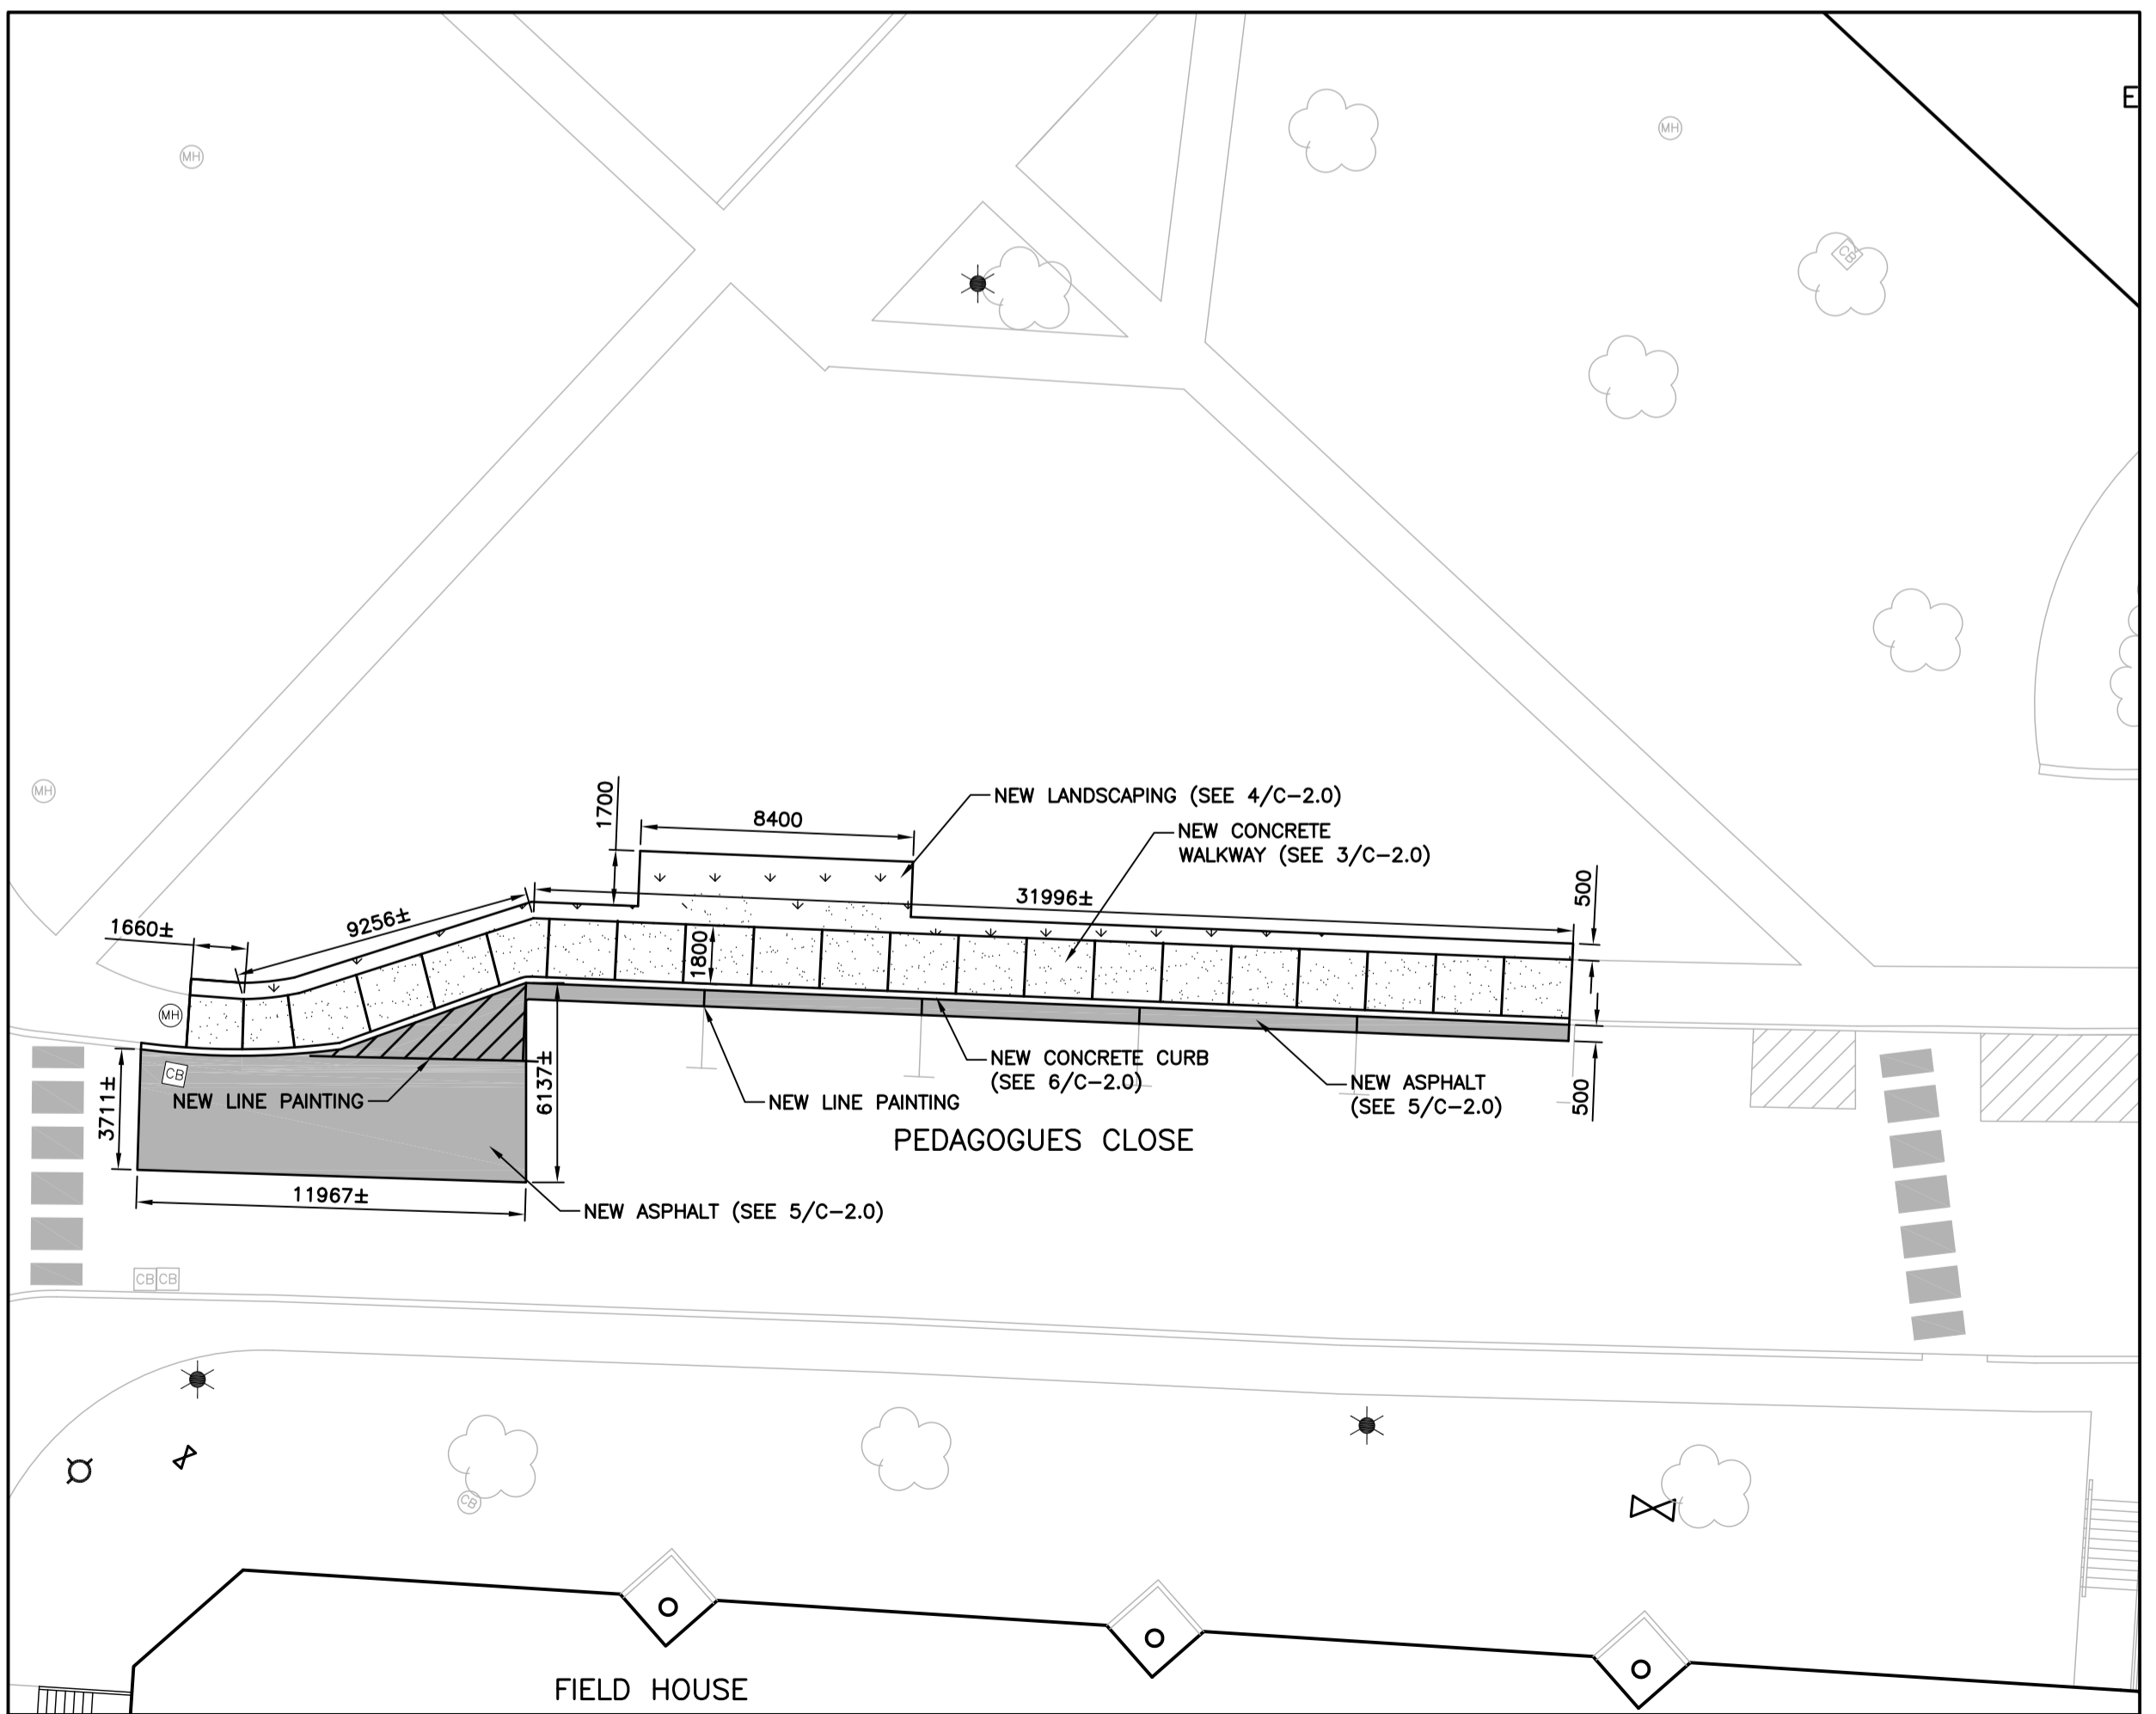 E
MH
MH
CB
MH
1700
8400
NEW LANDSCAPING (SEE 4/C-2.0)
NEW CONCRETE
WALKWAY (SEE 3/C-2.0)
500
31996±
9256±
1660±
1800
MH
CB
NEW LINE PAINTING
3711±
6137±
NEW LINE PAINTING
NEW CONCRETE CURB
(SEE 6/C-2.0)
NEW ASPHALT
(SEE 5/C-2.0)
500
PEDAGOGUES CLOSE
11967±
NEW ASPHALT (SEE 5/C-2.0)
CB CB
CB
FIELD HOUSE